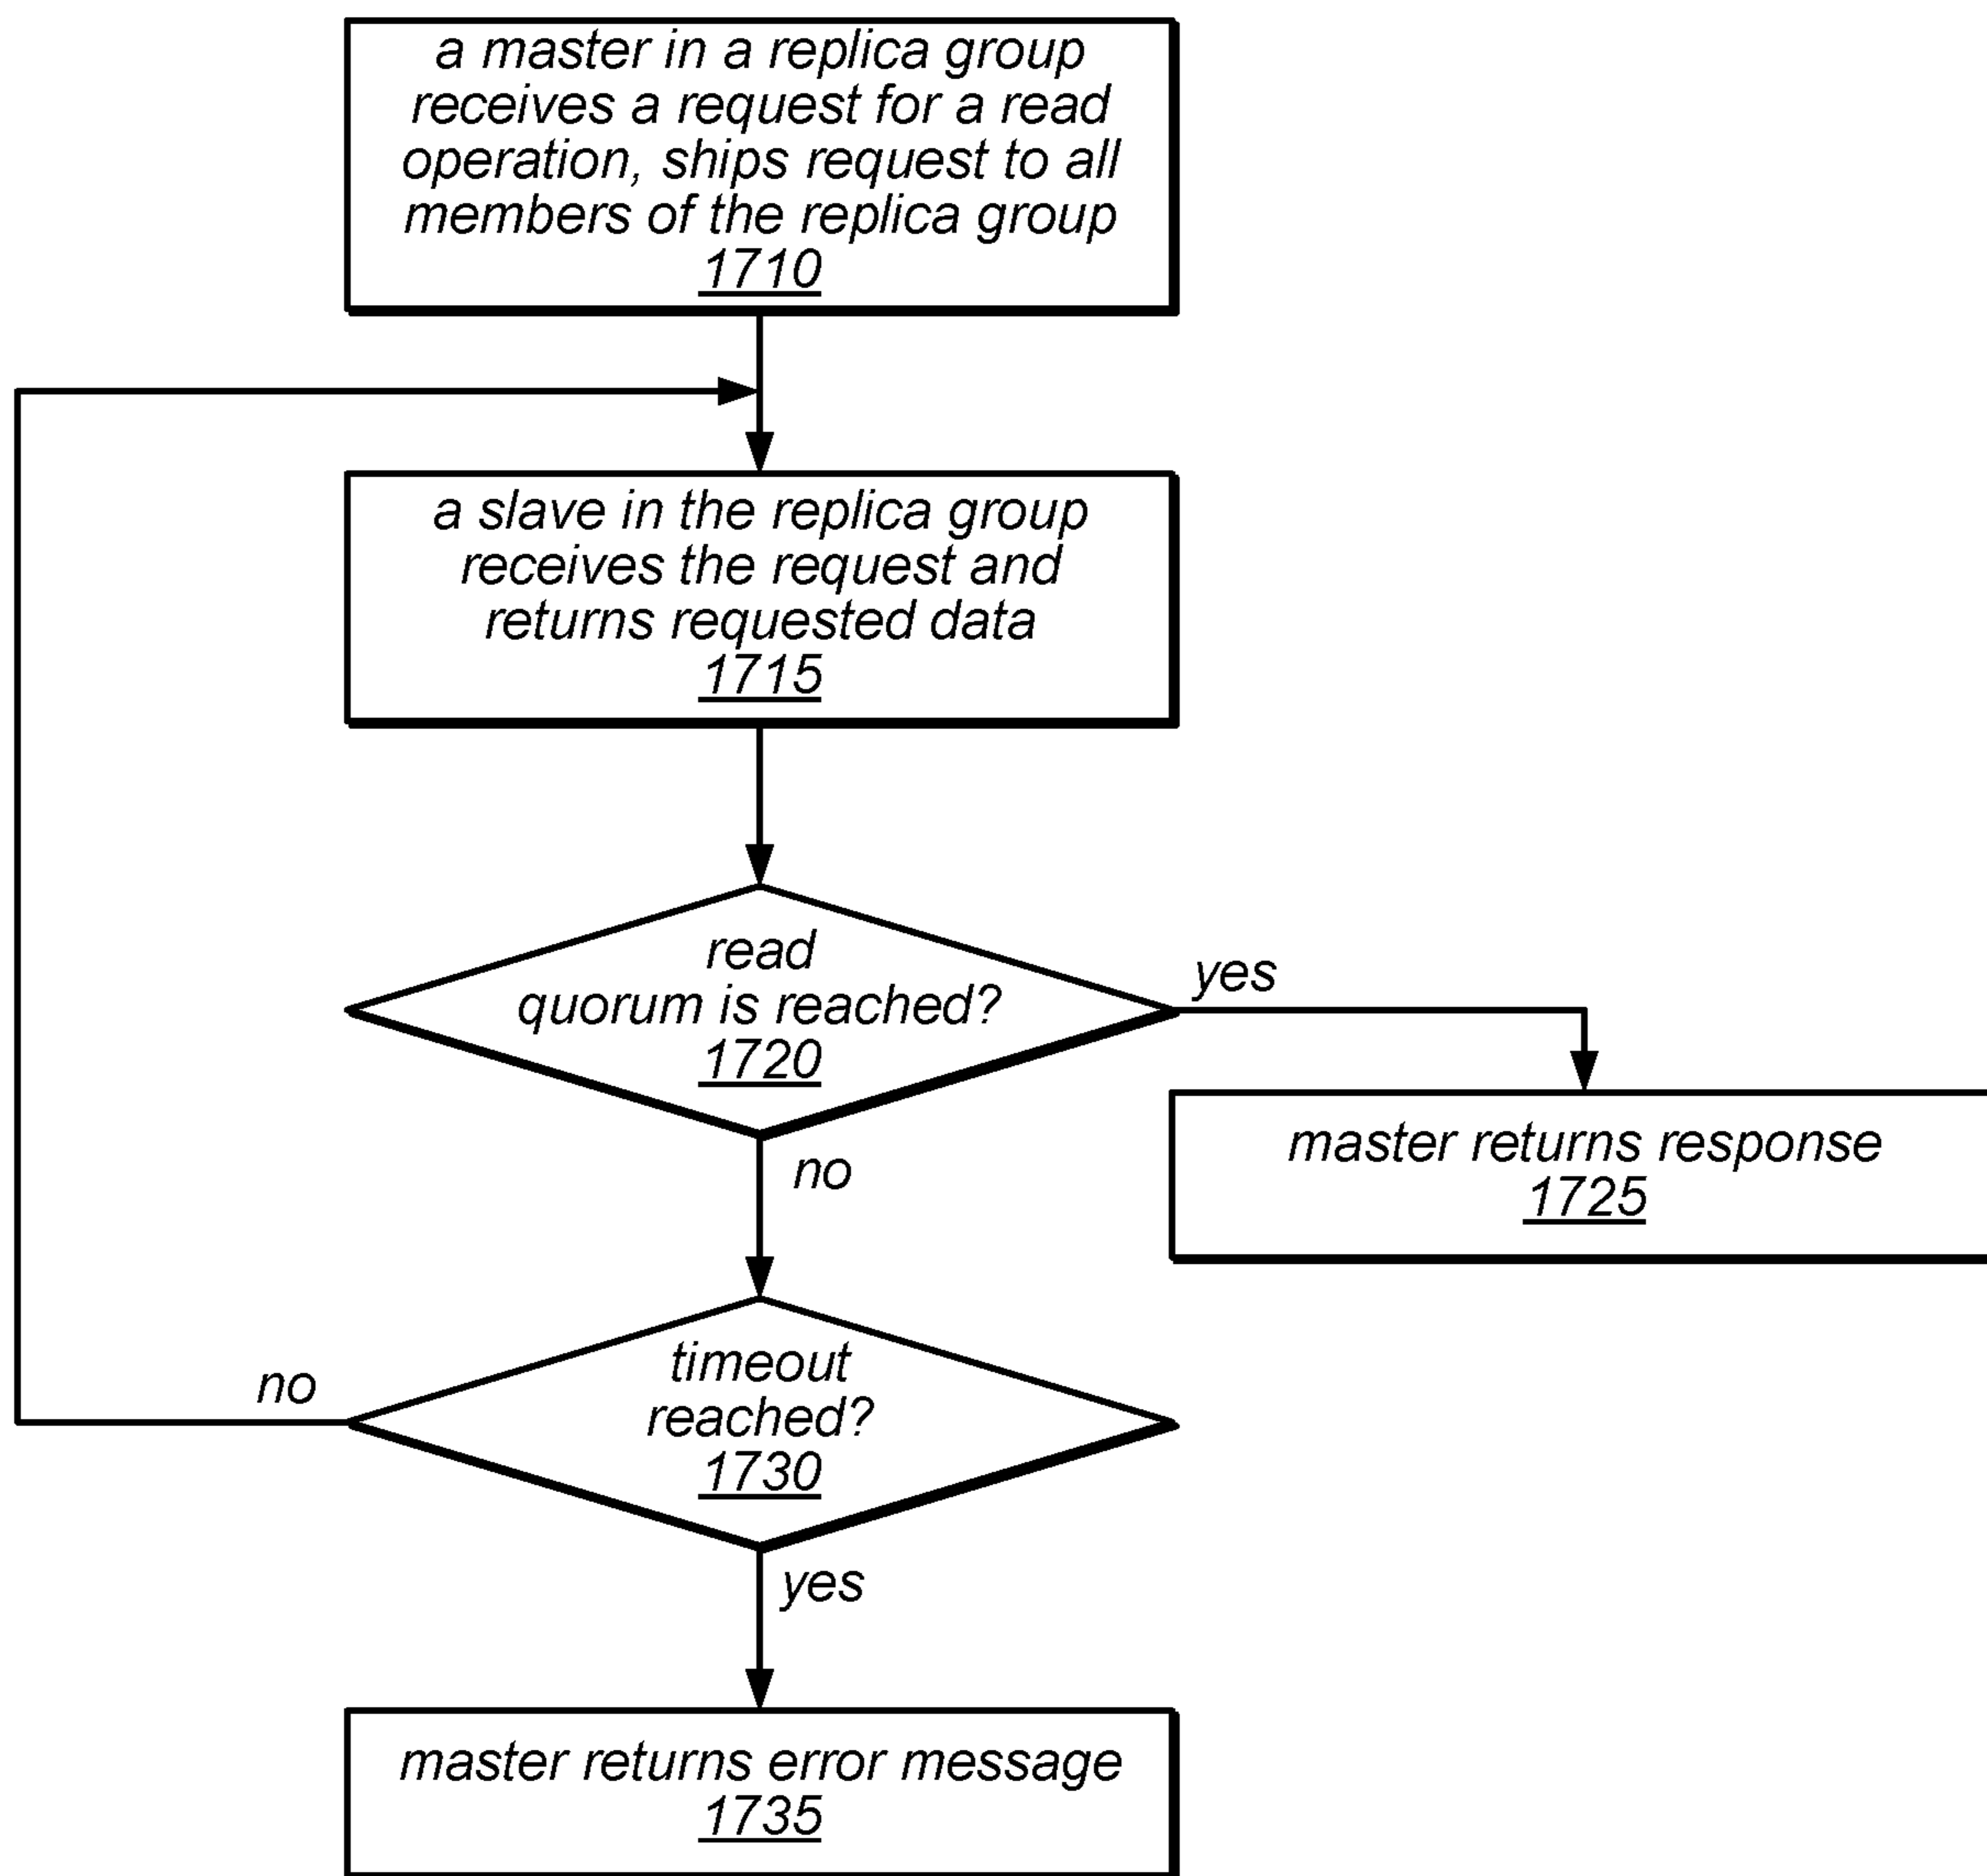 a master in a replica group
receives a request for a read
operation, ships request to all
members of the replica group
1710
a slave in the replica group
receives the request and
returns requested data
1715
read
quorum is reached?
1720
yes
master returns response
1725
no
timeout
reached?
1730
no
yes
master returns error message
1735